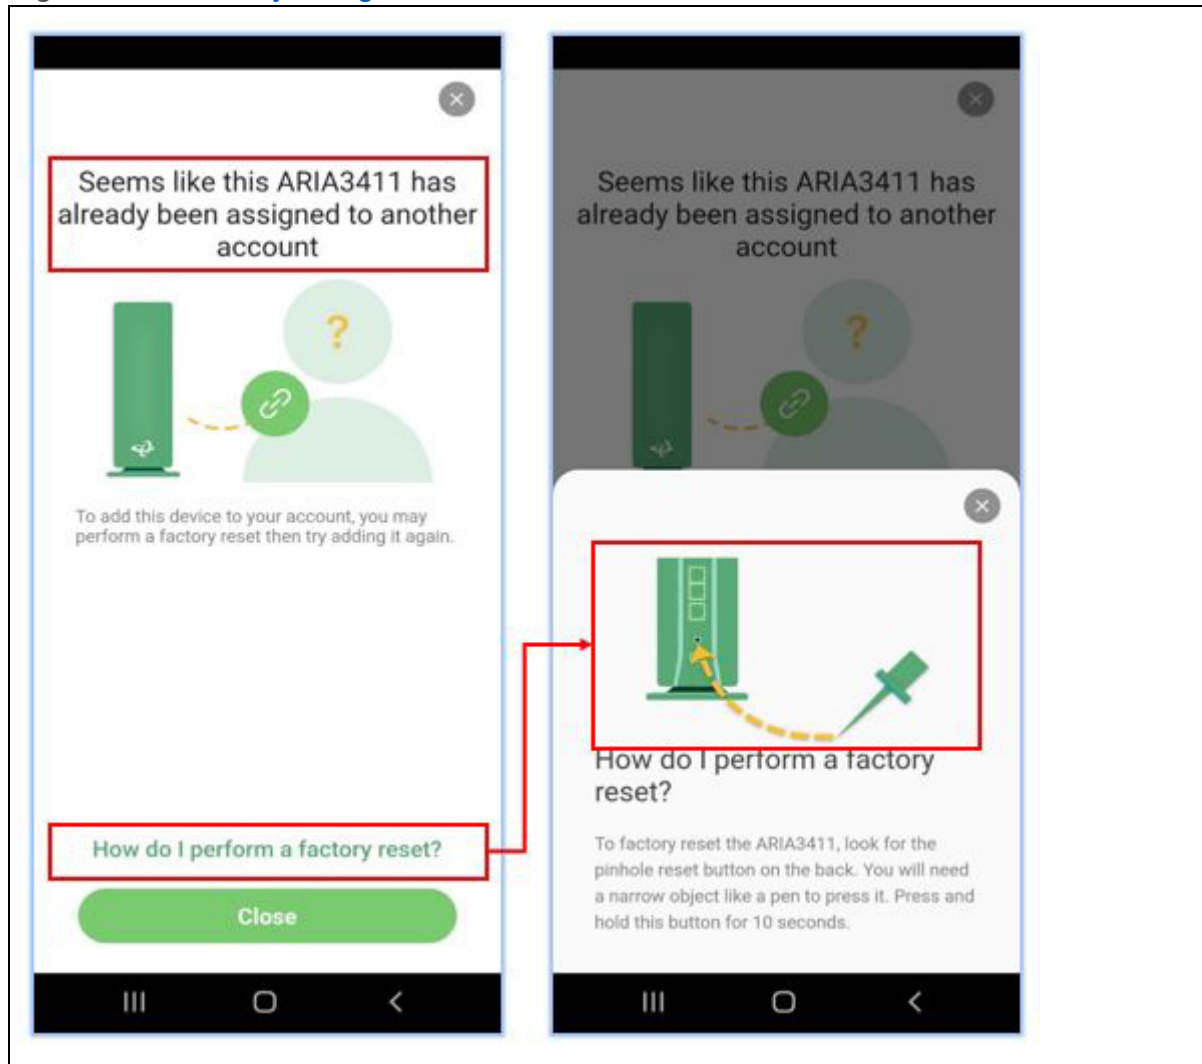 Seems like this ARIA3411 has
already been assigned to another
account
?
To add this device to your account, you may
perform a factory reset then try adding it again.
How do I perform a factory reset?
Close
Seems like this ARIA3411 has
already been assigned to another
account
?
How do I perform a factory
reset?
To factory reset the ARIA3411, look for the
pinhole reset button on the back. You will need
a narrow object like a pen to press it. Press and
hold this button for 10 seconds.